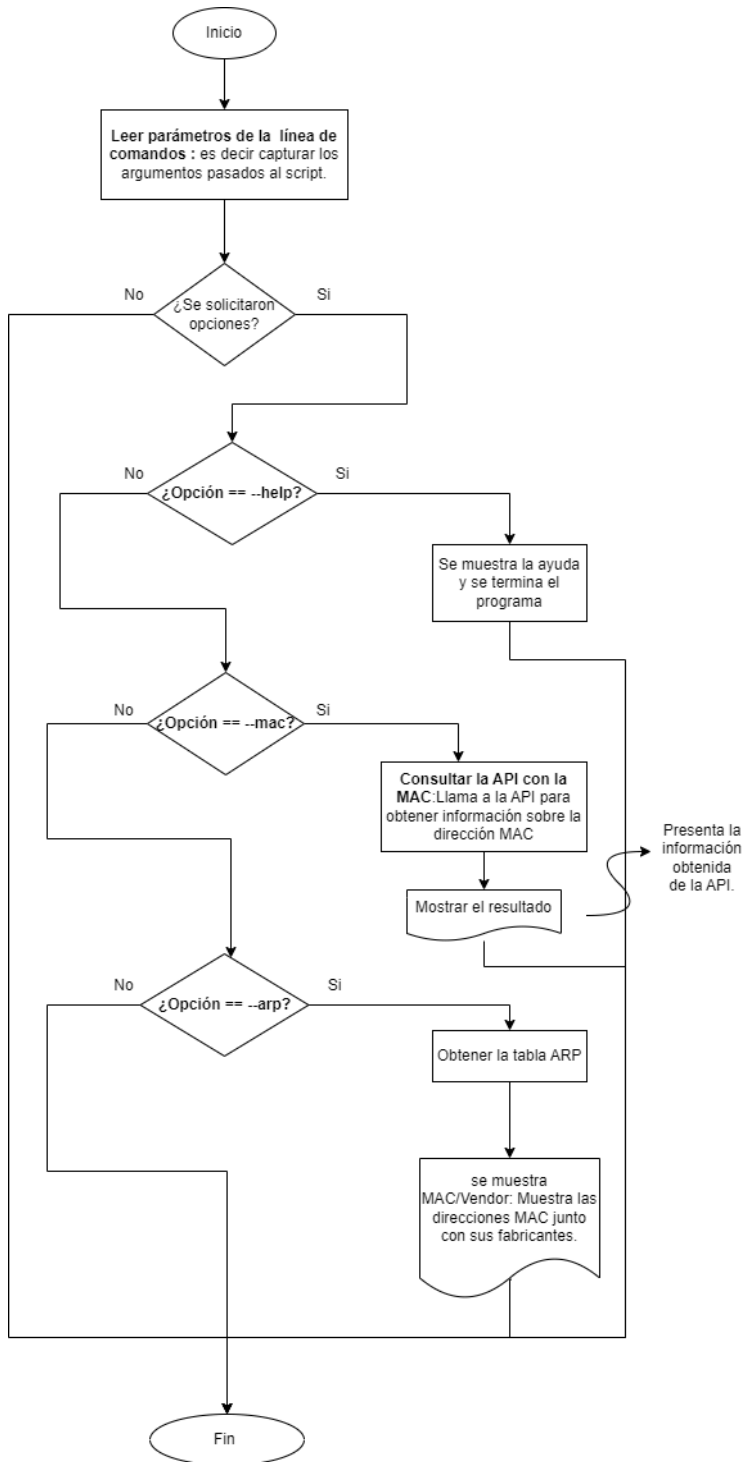 Inicio
Leer parámetros de la línea de
comandos : es decir capturar los
argumentos pasados al script.
No
Si
¿Se solicitaron
opciones?
No
Si
¿Opción == --help?
Se muestra la ayuda
y se termina el
programa
No
Si
¿Opción == --mac?
Consultar la API con la
MAC:Llama a la API para
obtener información sobre la
dirección MAC
Presenta la
información
obtenida
de la API.
Mostrar el resultado
No
Si
¿Opción == --arp?
Obtener la tabla ARP
se muestra
MAC/Vendor: Muestra las
direcciones MAC junto
con sus fabricantes.
Fin